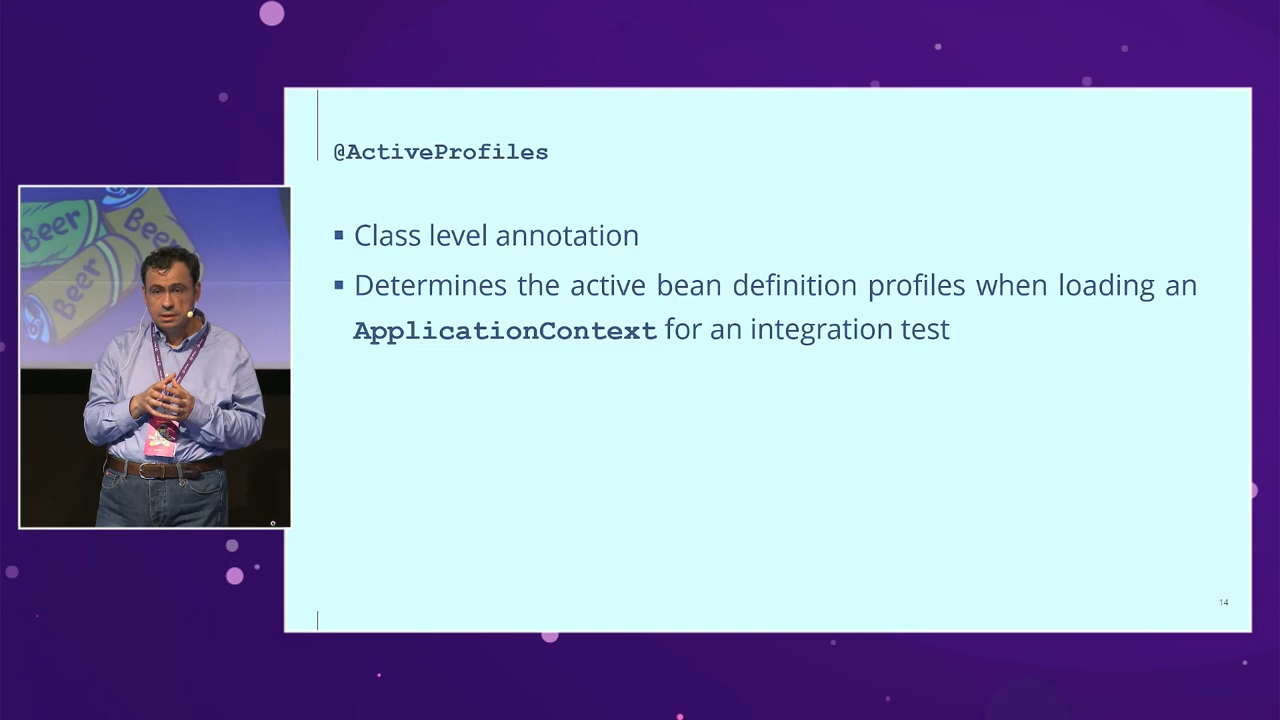 @ActiveProfiles
▪ Class level annotation
▪ Determines the active bean definition profiles when loading an
ApplicationContext for an integration test
14
Beer
Beer
Beer